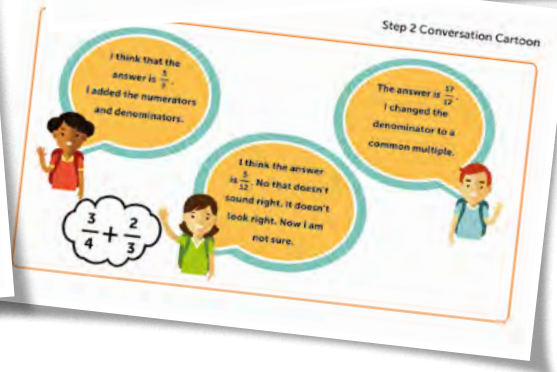 Step 2 Conversation Cartoon
I think that the
answer is
I added the numerators
and denominators.
The answer is 17/12.
I changed the
denominator to a
common multiple.
I think the answer
is 5/12. No that doesn't
sound right. It doesn't
look right. Now I am
not sure.
3/4 + 2/3